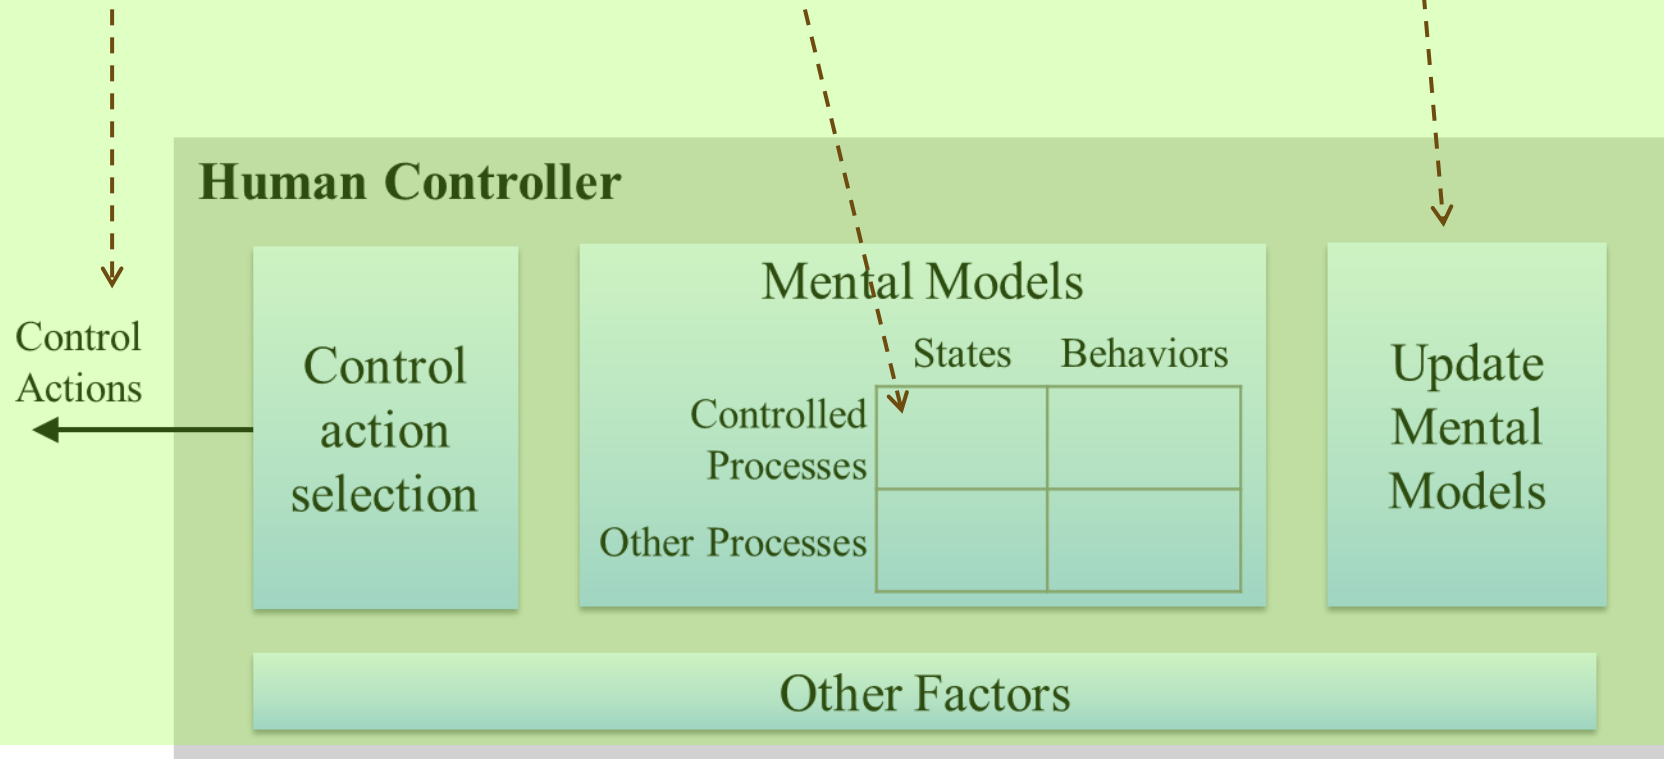 Human Controller
Control
Actions
Control
action
selection
Mental Models
States Behaviors
Controlled
Processes
Other Processes
Update
Mental
Models
Other Factors